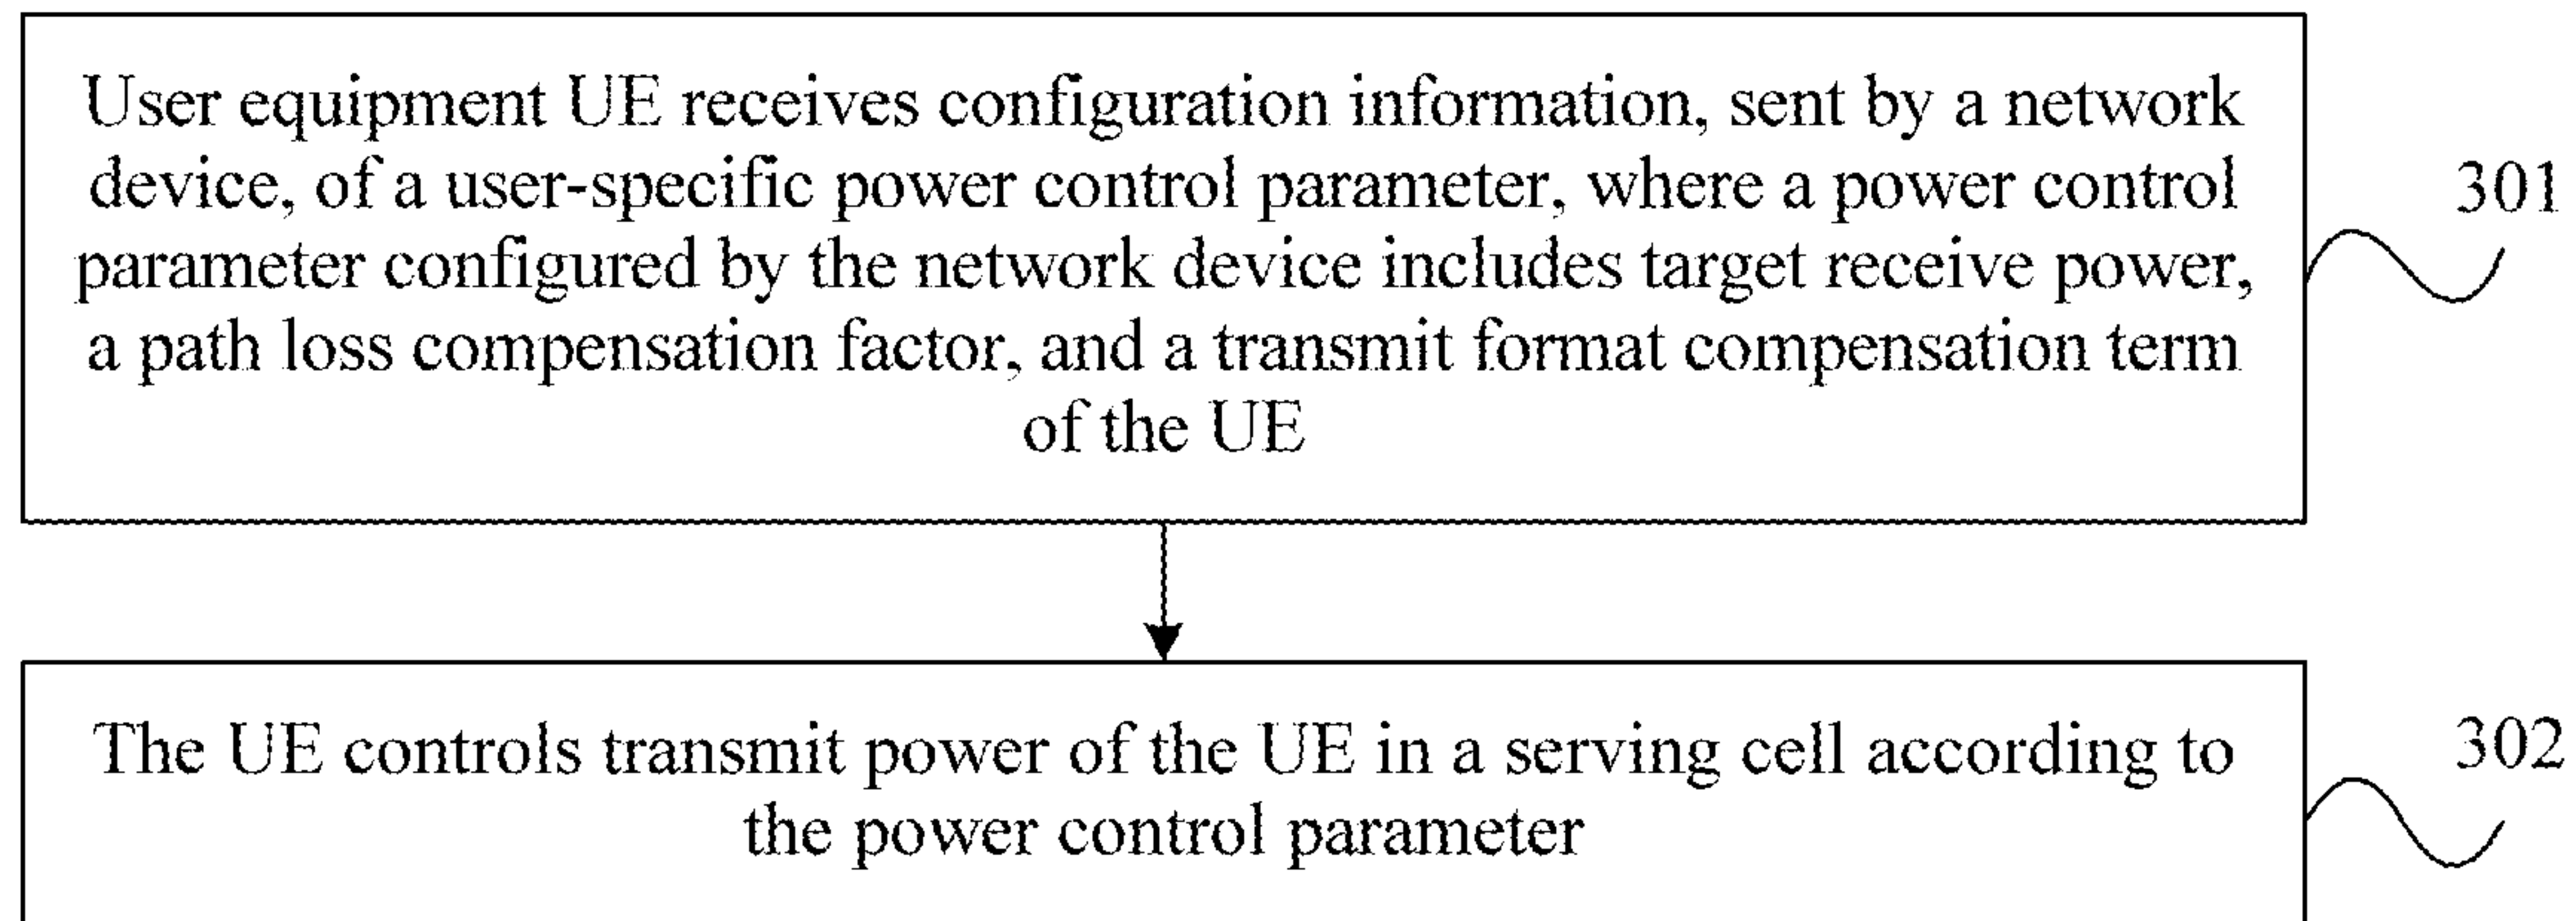 User equipment UE receives configuration information, sent by a network
device, of a user-specific power control parameter, where a power control
parameter configured by the network device includes target receive power,
a path loss compensation factor, and a transmit format compensation term
of the UE
301
The UE controls transmit power of the UE in a serving cell according to
the power control parameter
302